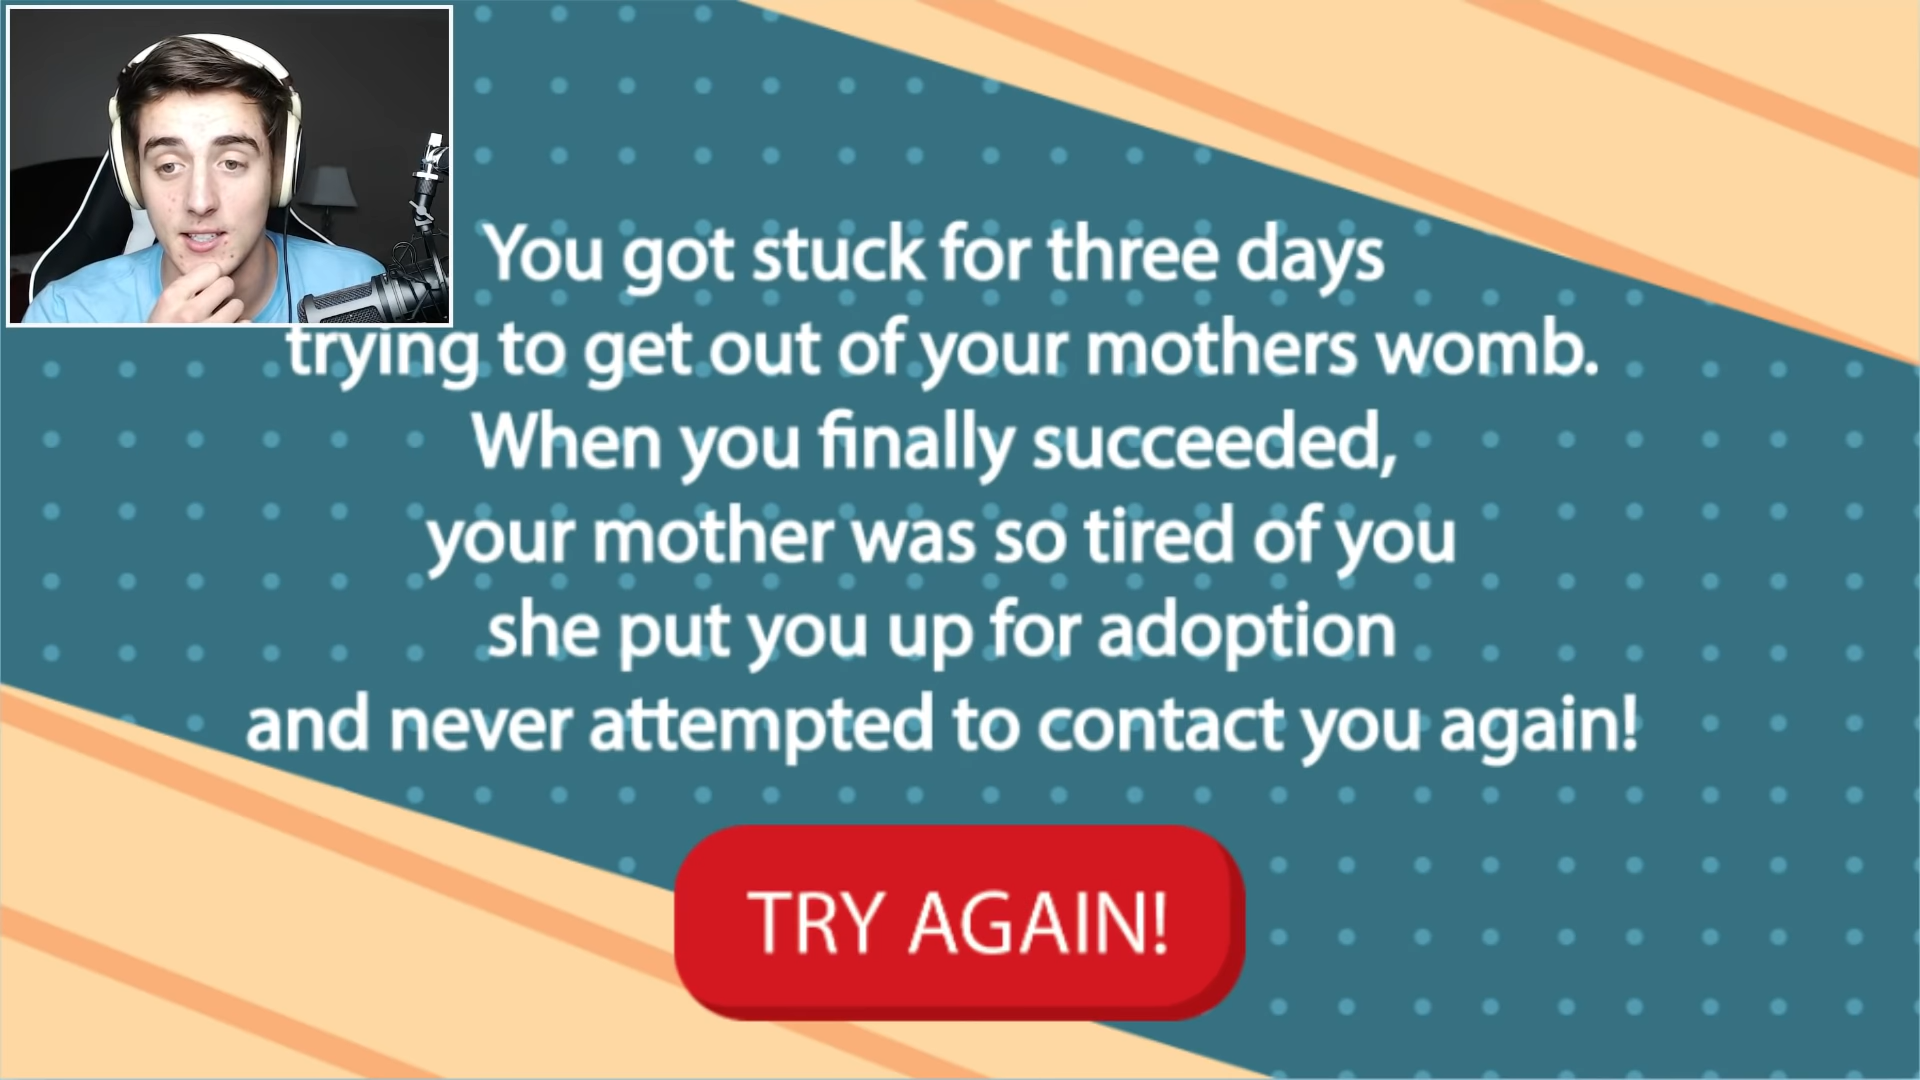 You got stuck for three days
trying to get out of your mothers womb.
When you finally succeeded,
your mother was so tired of you
she put you up for adoption
and never attempted to contact you again!
TRY AGAIN!